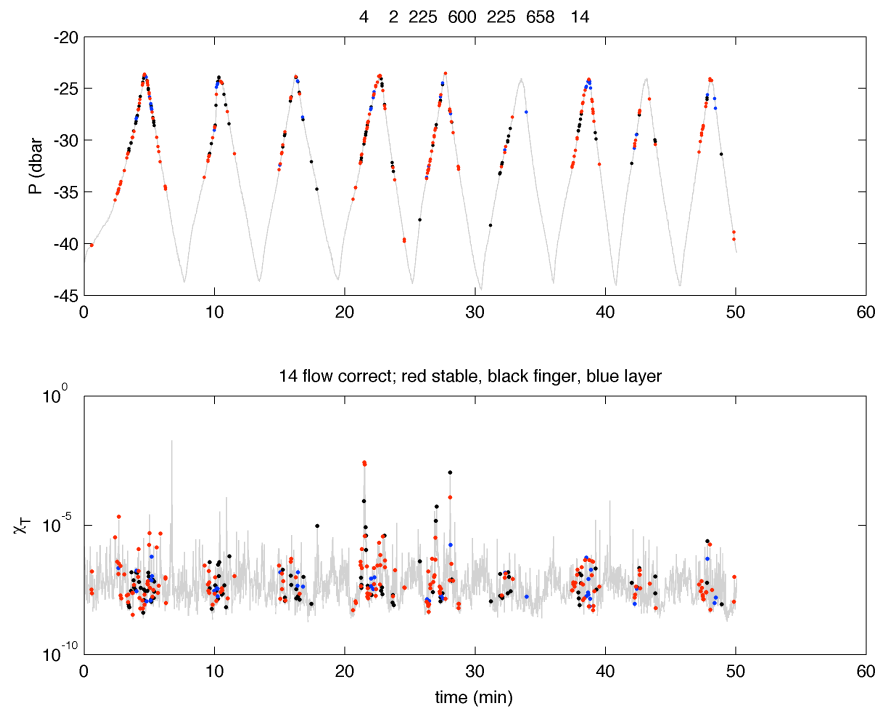 4 2 225 600 225 658 14
-20
-25
-30
-35
-40
-45
P (dbar
0 10 20 30 40 50 60
14 flow correct; red stable, black finger, blue layer
10^0
10^-5
10^-10
χ_T
0 10 20 30 40 50 60
time (min)